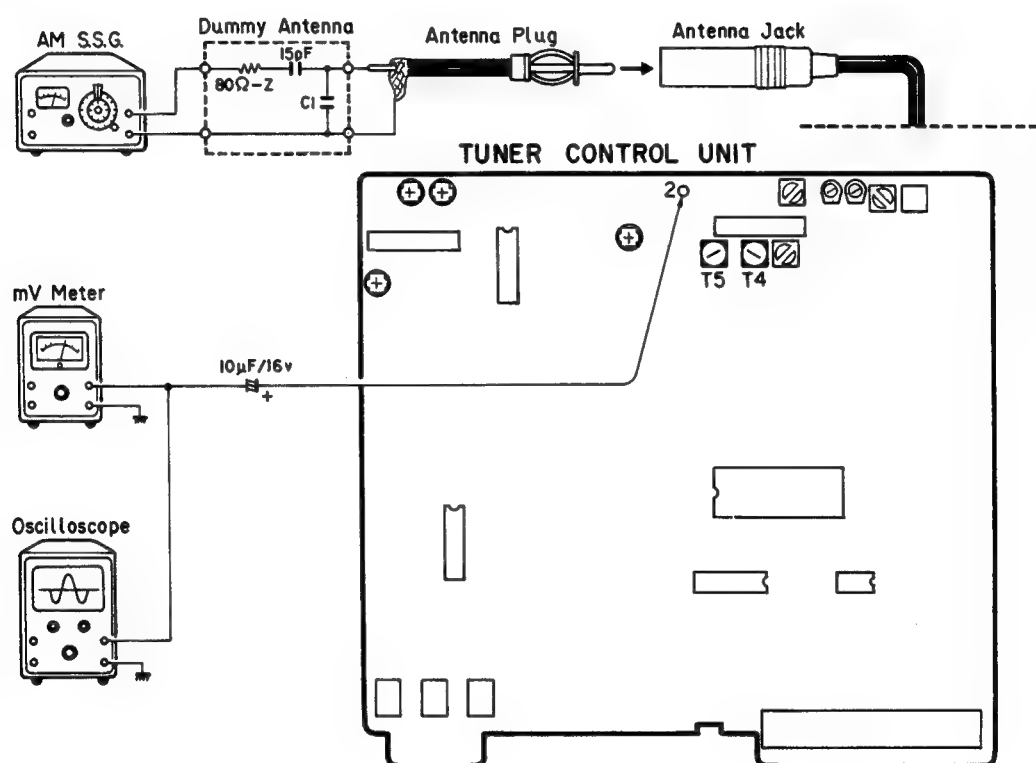 AM S.S.G.
Dummy Antenna
15pF
80Ω-Z
C1
Antenna Plug
Antenna Jack
TUNER CONTROL UNIT
2
T5 T4
mV Meter
10μF/16v
+
Oscilloscope